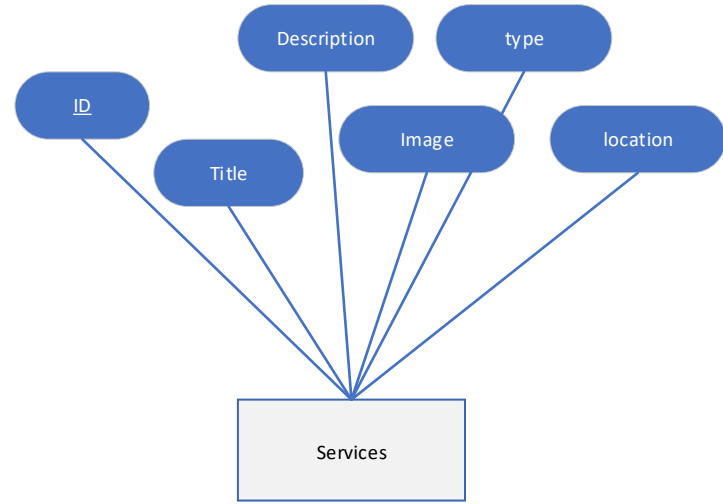 Description
type
ID
Image
location
Title
Services